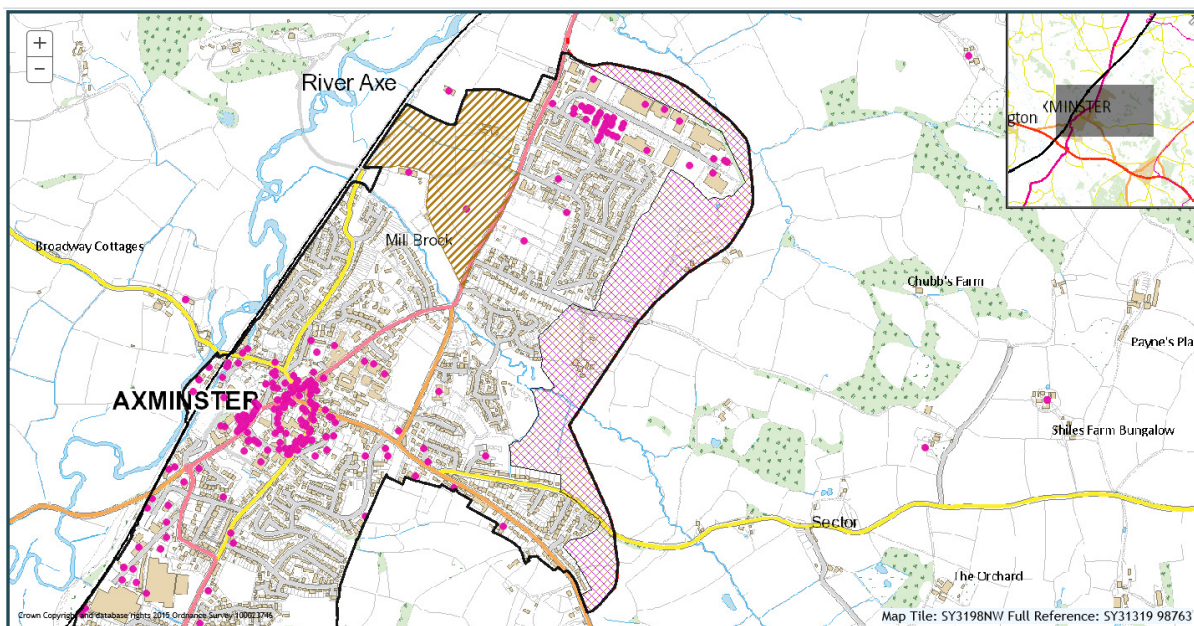 +
−
River Axe
KMINSTER
gton
Broadway Cottages
Mill Brook
Chubb's Farm
Payne's Pla
AXMINSTER
Shiles Farm Bungalow
Sector
The Orchard
Crown Copyright and database rights 2015 Ordnance Survey 100023746
Map Tile: SY3198NW Full Reference: SY31319 98763